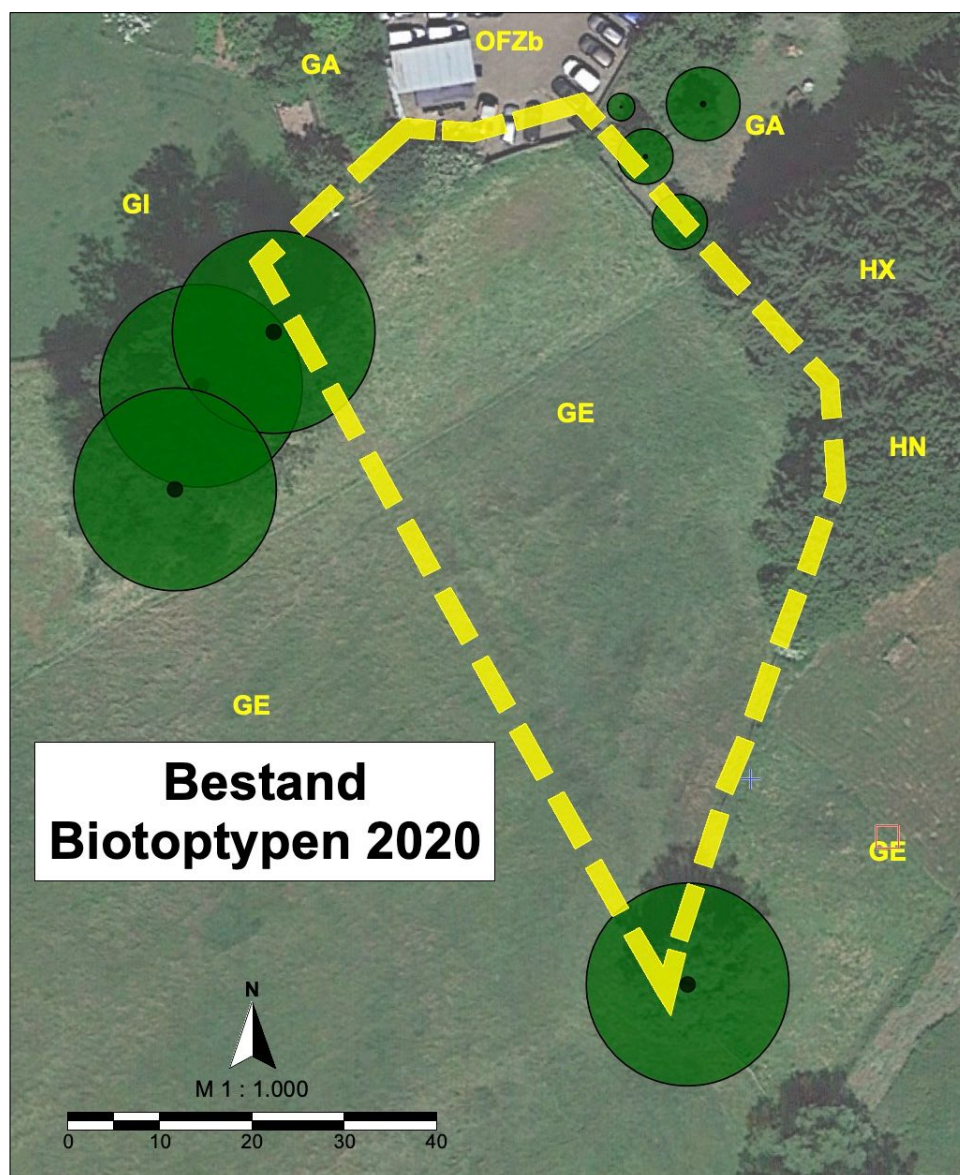 OFZb
GA
GA
GI
HX
GE
HN
GE
Bestand
Biotoptypen 2020
GE
N
M 1 : 1.000
0 10 20 30 40